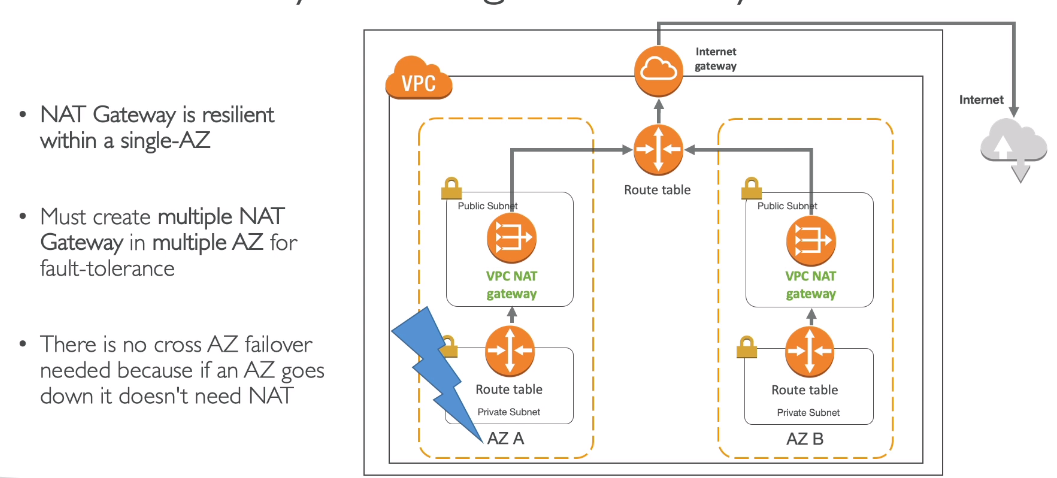 • NAT Gateway is resilient
within a single-AZ
• Must create multiple NAT
Gateway in multiple AZ for
fault-tolerance
• There is no cross AZ failover
needed because if an AZ goes
down it doesn't need NAT
VPC
Internet
gateway
Internet
Route table
Public Subnet
VPC NAT
gateway
Route table
Private Subnet
AZ A
Public Subnet
VPC NAT
gateway
Route table
Private Subnet
AZ B